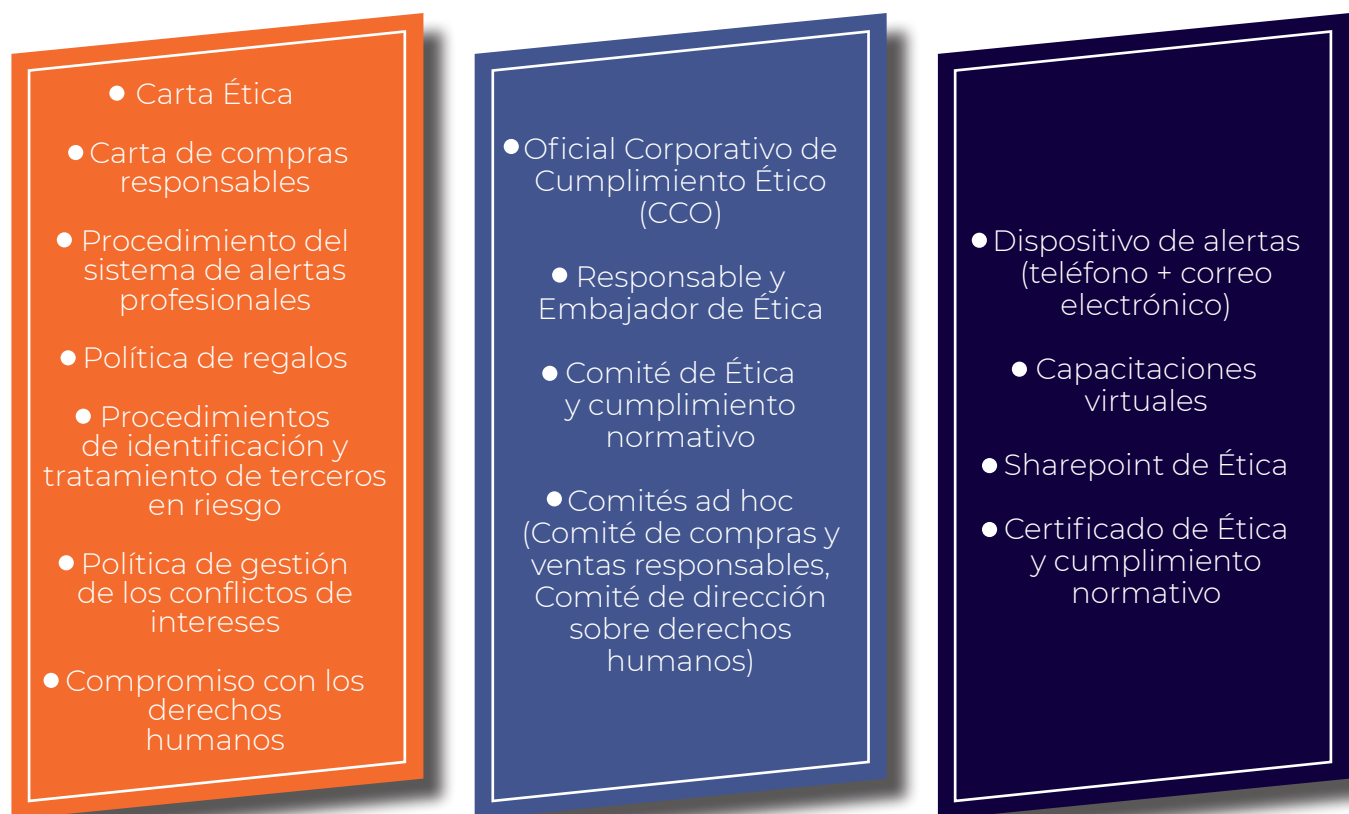 ● Carta Ética
● Carta de compras
responsables
● Procedimiento del
sistema de alertas
profesionales
● Política de regalos
● Procedimientos
de identificación y
tratamiento de terceros
en riesgo
● Política de gestión
de los conflictos de
intereses
● Compromiso con los
derechos
humanos
● Oficial Corporativo de
Cumplimiento Ético
(CCO)
● Responsable y
Embajador de Ética
● Comité de Ética
y cumplimiento
normativo
● Comités ad hoc
(Comité de compras y
ventas responsables,
Comité de dirección
sobre derechos
humanos)
● Dispositivo de alertas
(teléfono + correo
electrónico)
● Capacitaciones
virtuales
● Sharepoint de Ética
● Certificado de Ética
y cumplimiento
normativo